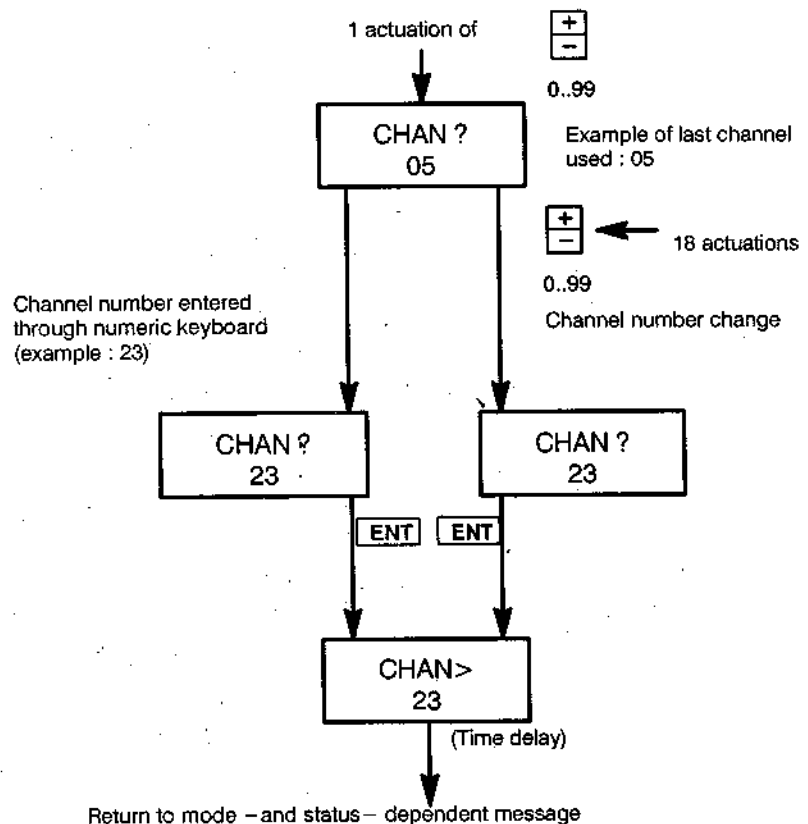 1 actuation of
+
−
0..99
CHAN ?
05
Example of last channel
used : 05
+
−
18 actuations
0..99
Channel number change
Channel number entered
through numeric keyboard
(example : 23)
CHAN ?
23
CHAN ?
23
ENT
ENT
CHAN>
23
(Time delay)
Return to mode −and status− dependent message